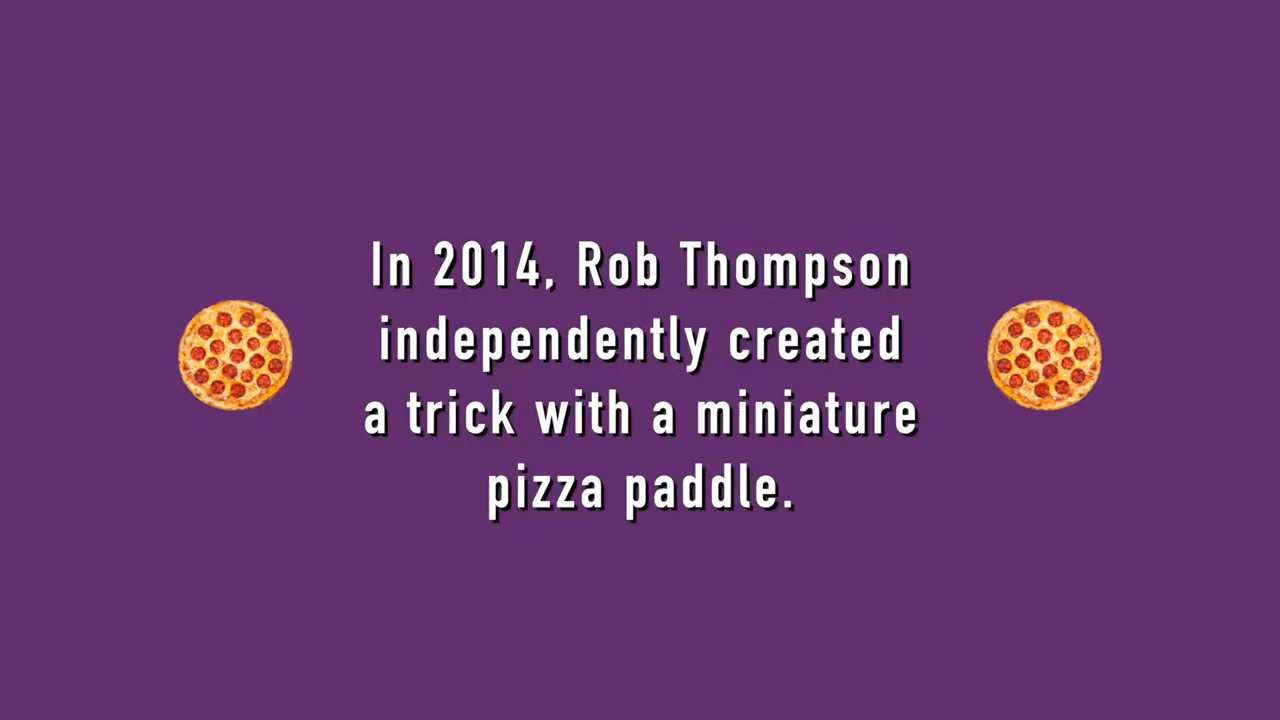 In 2014, Rob Thompson
independently created
a trick with a miniature
pizza paddle.